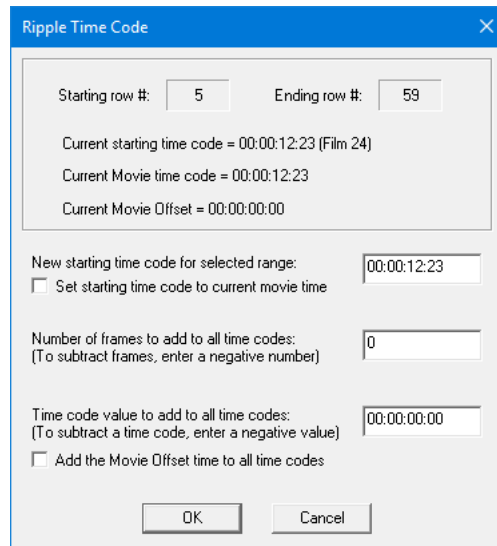 Ripple Time Code
Starting row #: 5 Ending row #: 59
Current starting time code = 00:00:12:23 (Film 24)
Current Movie time code = 00:00:12:23
Current Movie Offset = 00:00:00:00
New starting time code for selected range: 00:00:12:23
Set starting time code to current movie time
Number of frames to add to all time codes: 0
(To subtract frames, enter a negative number)
Time code value to add to all time codes: 00:00:00:00
(To subtract a time code, enter a negative value)
Add the Movie Offset time to all time codes
OK Cancel